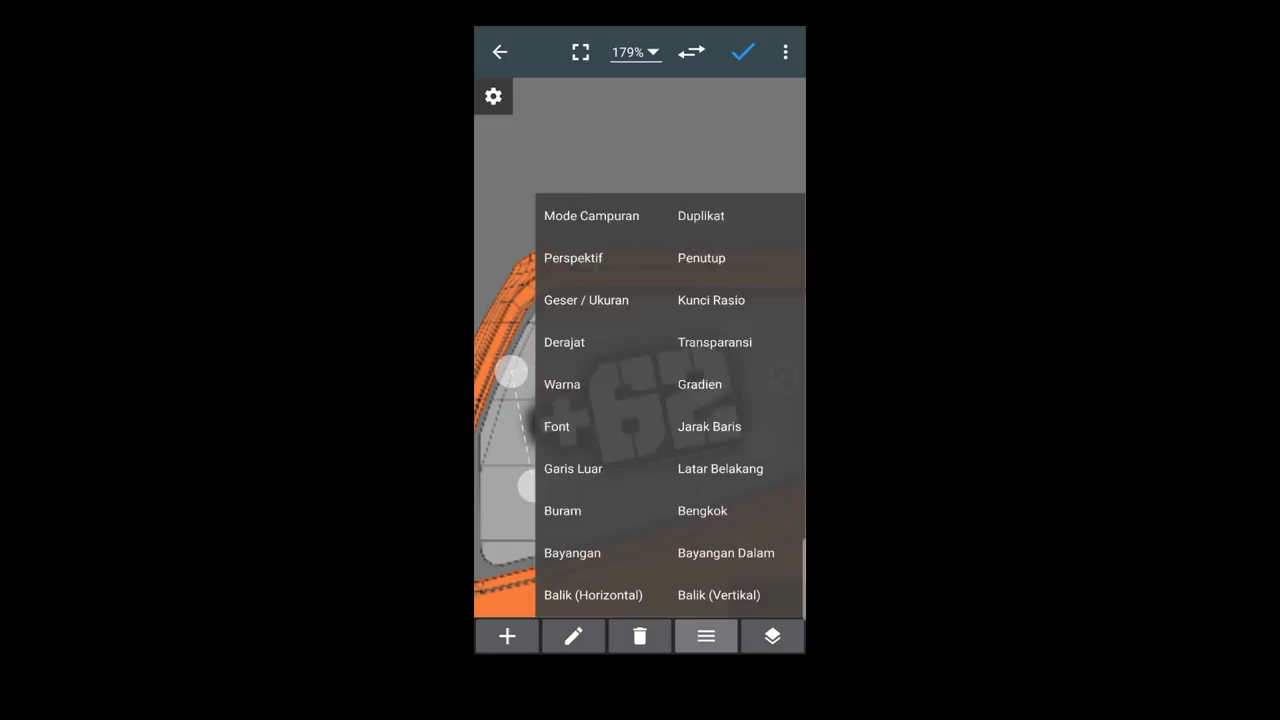 179%
Mode Campuran Duplikat
Perspektif Penutup
Geser / Ukuran Kunci Rasio
Derajat Transparansi
Warna Gradien
+62
Font Jarak Baris
Garis Luar Latar Belakang
Buram Bengkok
Bayangan Bayangan Dalam
Balik (Horizontal) Balik (Vertikal)